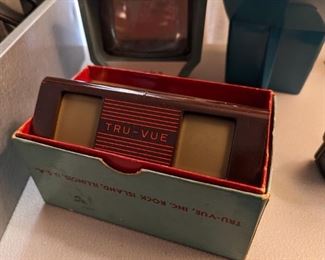 TRU-VUE
TRU-VUE, INC. ROCK ISLAND, ILLINOIS, U.S.A.